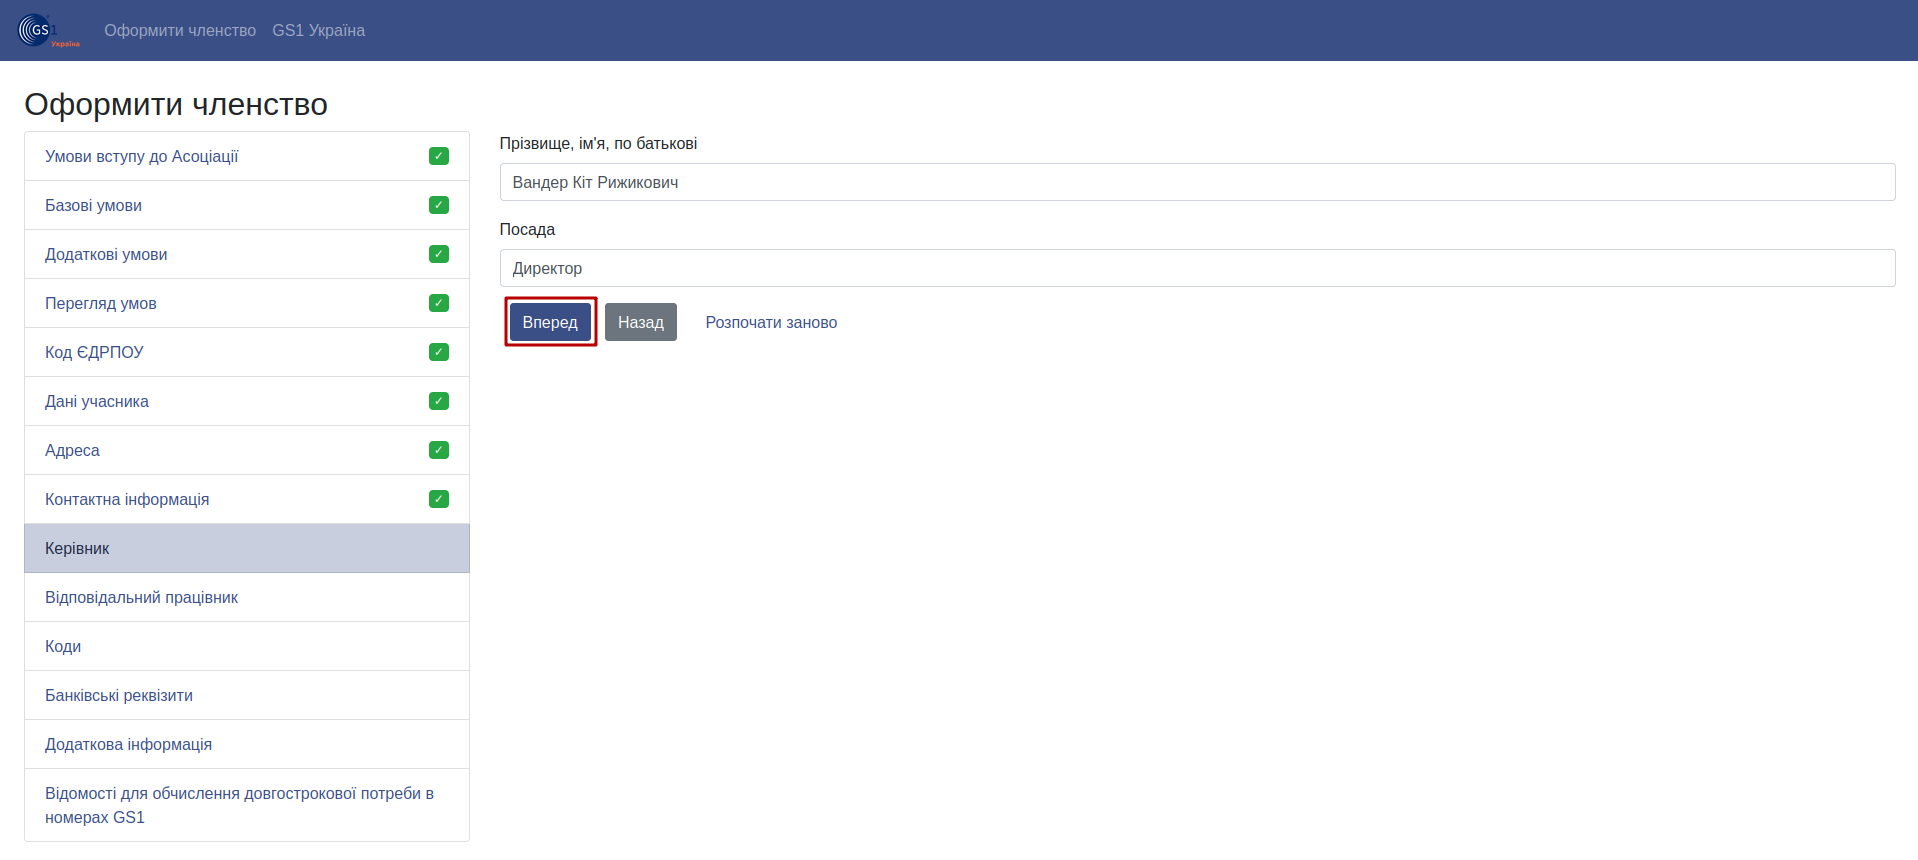 GS1
Україна
Оформити членство
GS1 Україна
Оформити членство
Умови вступу до Асоціації
Базові умови
Додаткові умови
Перегляд умов
Код ЄДРПОУ
Дані учасника
Адреса
Контактна інформація
Керівник
Відповідальний працівник
Коди
Банківські реквізити
Додаткова інформація
Відомості для обчислення довгострокової потреби в
номерах GS1
Прізвище, ім'я, по батькові
Вандер Кіт Рижикович
Посада
Директор
Вперед
Назад
Розпочати заново